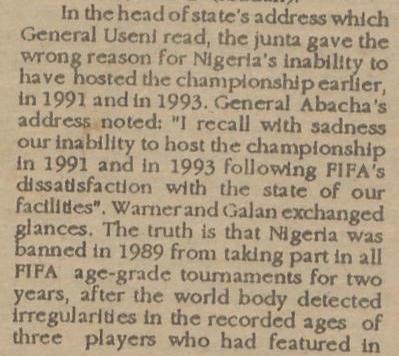 In the head of state's address which
General Useni read, the junta gave the
wrong reason for Nigeria's inability to
have hosted the championship earlier,
in 1991 and in 1993. General Abacha's
address noted: "I recall with sadness
our inability to host the championship
in 1991 and in 1993 following FIFA's
dissatisfaction with the state of our
facilities". Warner and Galan exchanged
glances. The truth is that Nigeria was
banned in 1989 from taking part in all
FIFA age-grade tournaments for two
years, after the world body detected
irregularities in the recorded ages of
three players who had featured in